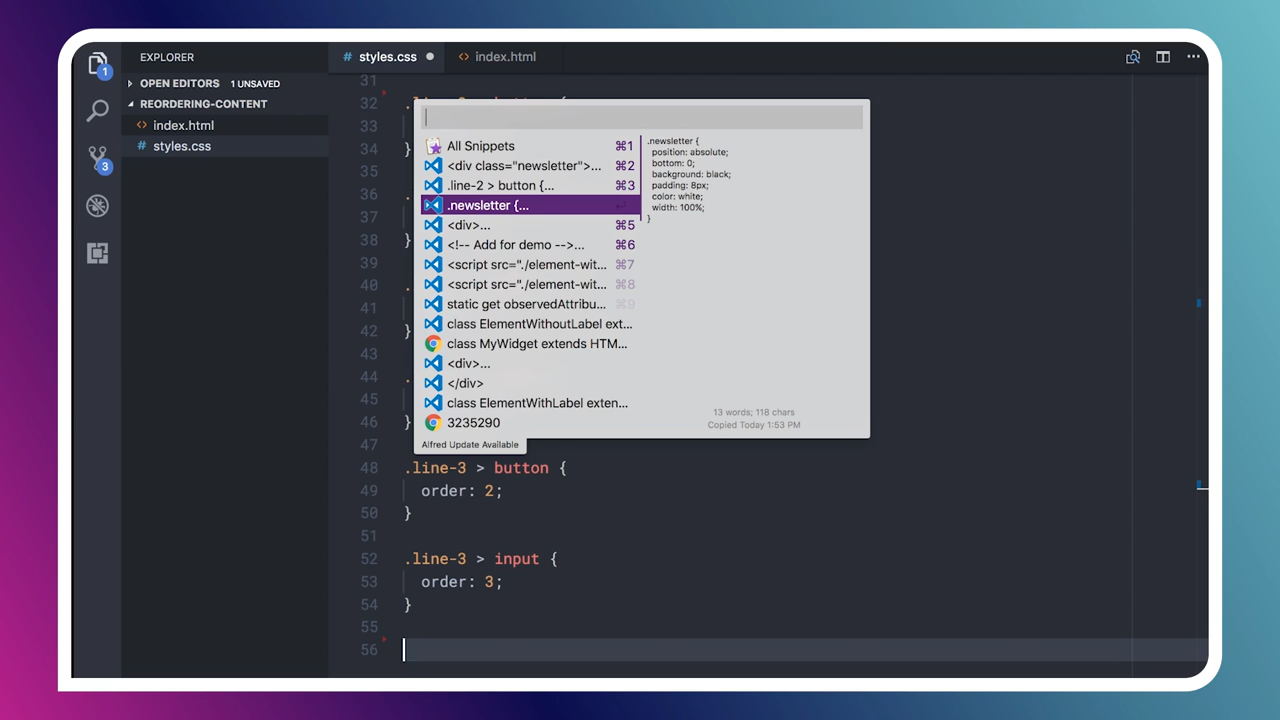 EXPLORER
# styles.css
<> index.html
...
1
OPEN EDITORS 1 UNSAVED
REORDERING-CONTENT
<> index.html
# styles.css
3
31
32
33
34 }
35
36 .
37
38 }
39
40 .
41
42 }
43
44 .
45
46 }
47
All Snippets ⌘1
<div class="newsletter">... ⌘2
.line-2 > button {... ⌘3
.newsletter {...
<div>... ⌘5
<!-- Add for demo -->... ⌘6
<script src="./element-wit... ⌘7
<script src="./element-wit... ⌘8
static get observedAttribu... ⌘9
class ElementWithoutLabel ext...
class MyWidget extends HTM...
<div>...
</div>
class ElementWithLabel exten...
3235290
.newsletter {
position: absolute;
bottom: 0;
background: black;
padding: 8px;
color: white;
width: 100%;
}
13 words; 118 chars
Copied Today 1:53 PM
Alfred Update Available
48 .line-3 > button {
49 order: 2;
50 }
51
52 .line-3 > input {
53 order: 3;
54 }
55
56